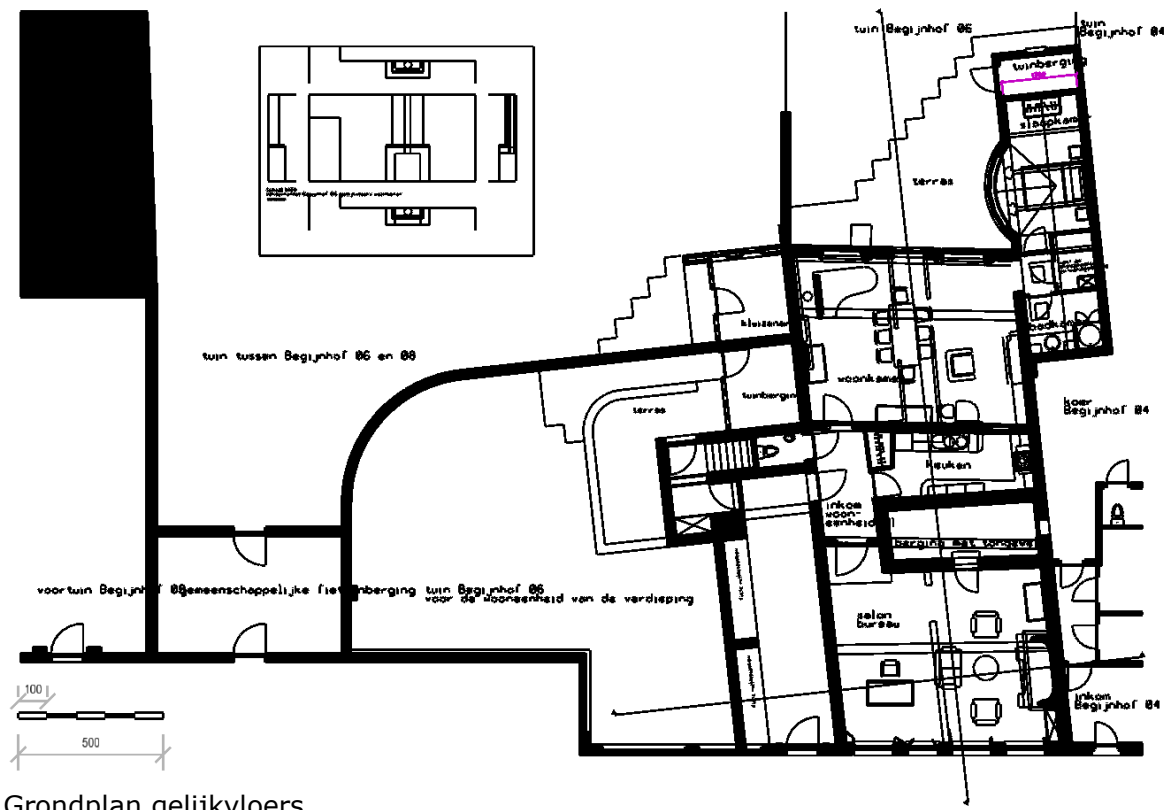 tuin Begijnhof 06
tuin
Begijnhof 04
tuinberging
slaapkamer
terras
badkamer
kluizenaar
tuin tussen Begijnhof 06 en 08
woonkamer
terras
tuinberging
koer
Begijnhof 04
keuken
inkom
woon-
eenheid 1
berging met tongewelf
voortuin Begijnhof 08
gemeenschappelijke fietsenberging
tuin Begijnhof 06
voor de wooneenheid van de verdieping
salon
bureau
inkom
Begijnhof 04
100
500
Grondplan gelijkvloers